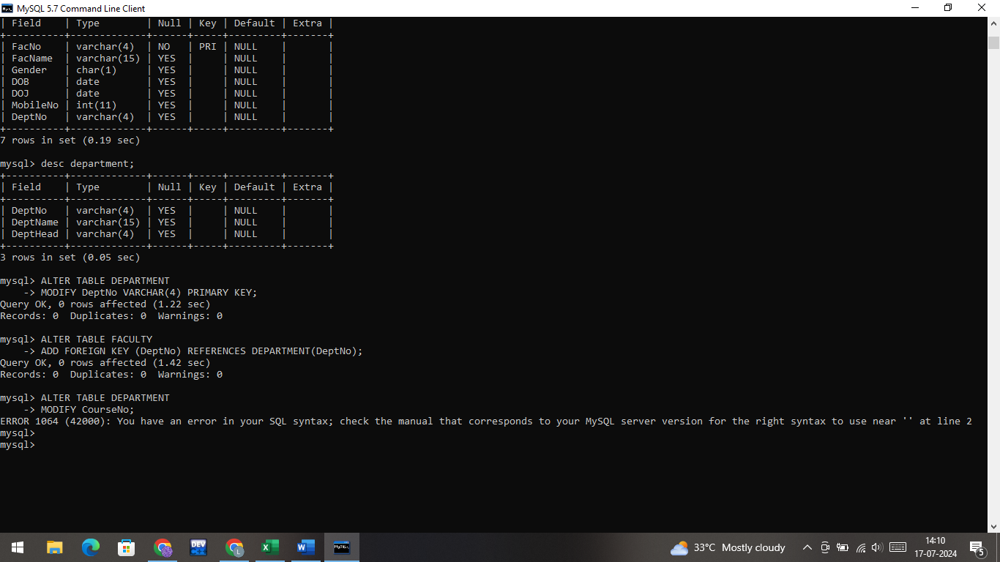 MySQL 5.7 Command Line Client
| Field    | Type        | Null | Key | Default | Extra |
+----------+-------------+------+-----+---------+-------+
| FacNo    | varchar(4)  | NO   | PRI | NULL    |       |
| FacName  | varchar(15) | YES  |     | NULL    |       |
| Gender   | char(1)     | YES  |     | NULL    |       |
| DOB      | date        | YES  |     | NULL    |       |
| DOJ      | date        | YES  |     | NULL    |       |
| MobileNo | int(11)     | YES  |     | NULL    |       |
| DeptNo   | varchar(4)  | YES  |     | NULL    |       |
+----------+-------------+------+-----+---------+-------+
7 rows in set (0.19 sec)
mysql> desc department;
+----------+-------------+------+-----+---------+-------+
| Field    | Type        | Null | Key | Default | Extra |
+----------+-------------+------+-----+---------+-------+
| DeptNo   | varchar(4)  | YES  |     | NULL    |       |
| DeptName | varchar(15) | YES  |     | NULL    |       |
| DeptHead | varchar(4)  | YES  |     | NULL    |       |
+----------+-------------+------+-----+---------+-------+
3 rows in set (0.05 sec)
mysql> ALTER TABLE DEPARTMENT
    -> MODIFY DeptNo VARCHAR(4) PRIMARY KEY;
Query OK, 0 rows affected (1.22 sec)
Records: 0  Duplicates: 0  Warnings: 0
mysql> ALTER TABLE FACULTY
    -> ADD FOREIGN KEY (DeptNo) REFERENCES DEPARTMENT(DeptNo);
Query OK, 0 rows affected (1.42 sec)
Records: 0  Duplicates: 0  Warnings: 0
mysql> ALTER TABLE DEPARTMENT
    -> MODIFY CourseNo;
ERROR 1064 (42000): You have an error in your SQL syntax; check the manual that corresponds to your MySQL server version for the right syntax to use near '' at line 2
mysql>
mysql>
DEV
L
33°C Mostly cloudy
14:10
17-07-2024
5